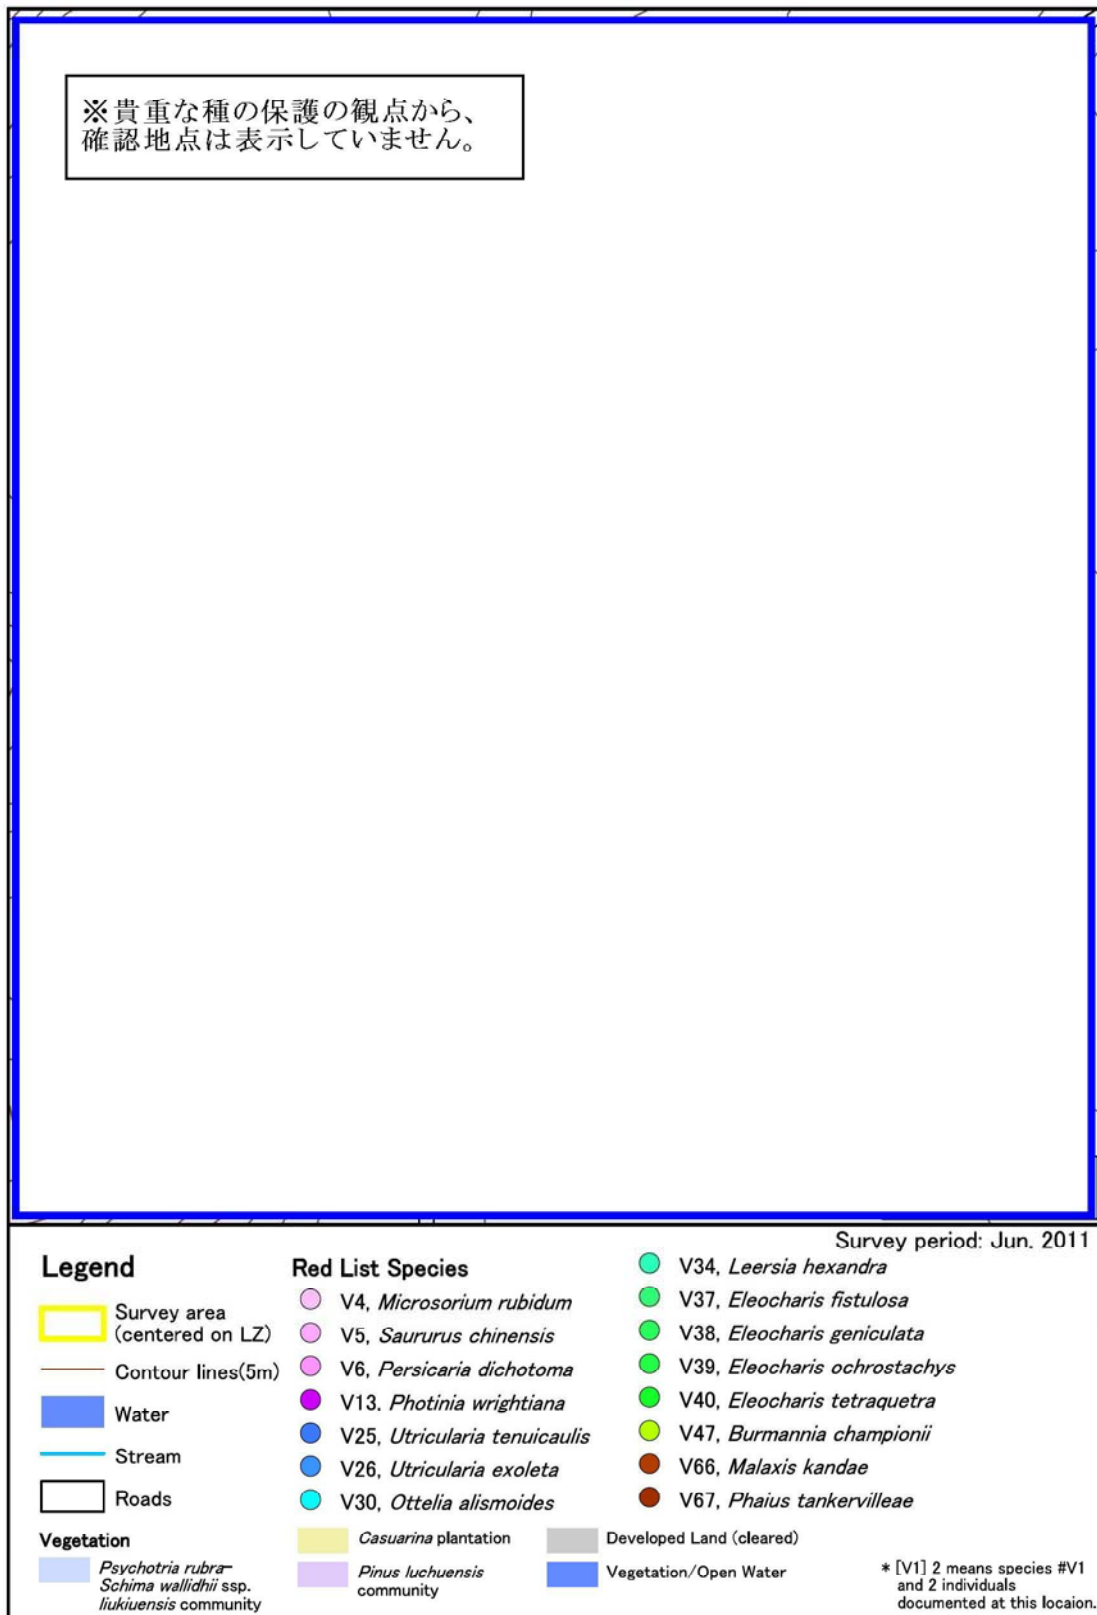 ※貴重な種の保護の観点から、
確認地点は表示していません。
Survey period: Jun. 2011
Legend
Survey area
(centered on LZ)
Contour lines(5m)
Water
Stream
Roads
Red List Species
V4, Microsorium rubidum
V5, Saururus chinensis
V6, Persicaria dichotoma
V13, Photinia wrightiana
V25, Utricularia tenuicaulis
V26, Utricularia exoleta
V30, Ottelia alismoides
V34, Leersia hexandra
V37, Eleocharis fistulosa
V38, Eleocharis geniculata
V39, Eleocharis ochrostachys
V40, Eleocharis tetraquetra
V47, Burmannia championii
V66, Malaxis kandae
V67, Phaius tankervilleae
Vegetation
Psychotria rubra-
Schima wallidhii ssp.
liukiuensis community
Casuarina plantation
Pinus luchuensis
community
Developed Land (cleared)
Vegetation/Open Water
* [V1] 2 means species #V1
and 2 individuals
documented at this locaion.